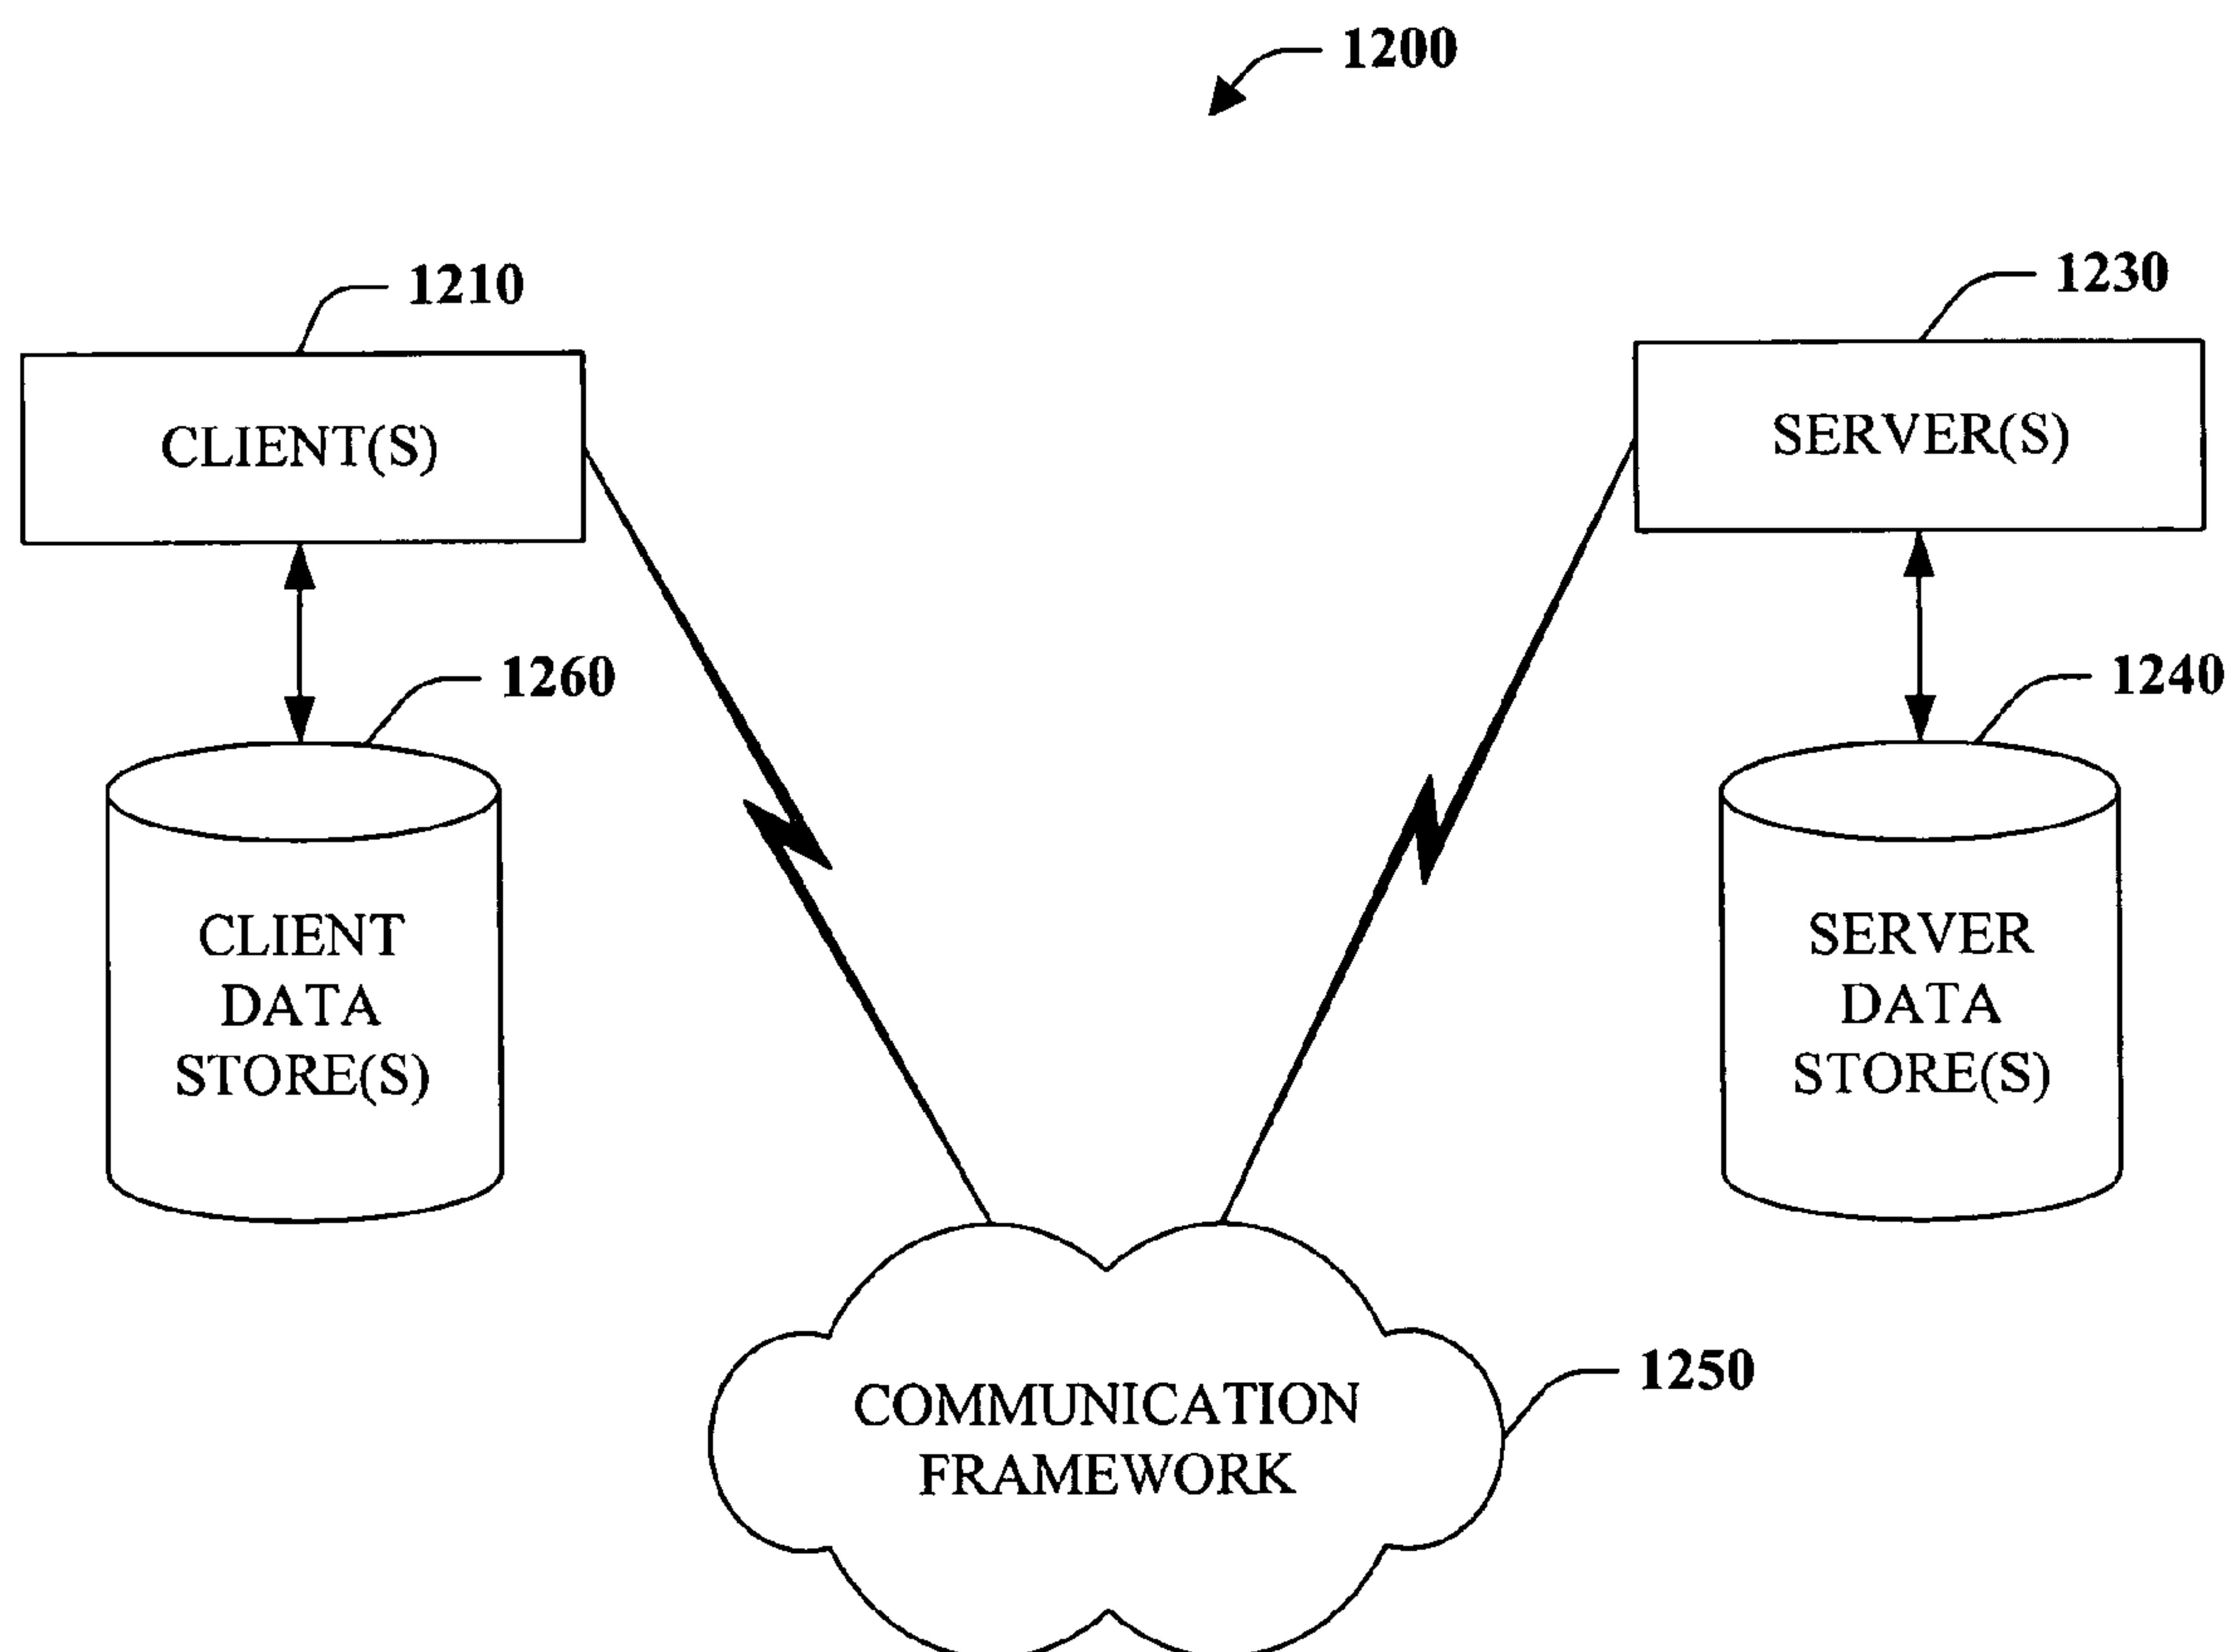 1200
1210
1230
CLIENT(S)
SERVER(S)
1260
1240
CLIENT
DATA
STORE(S)
SERVER
DATA
STORE(S)
1250
COMMUNICATION
FRAMEWORK